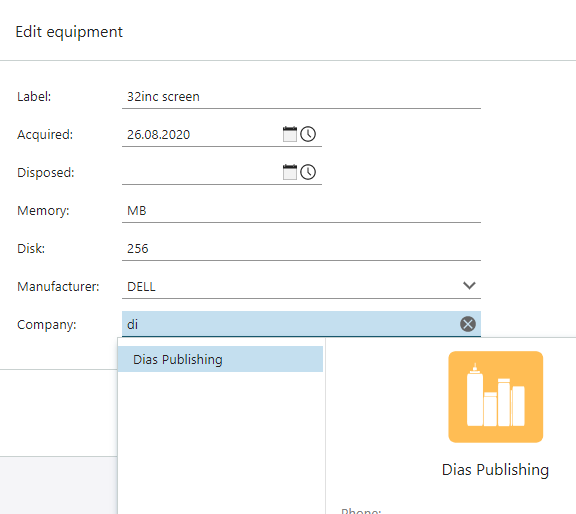 Edit equipment
Label: 32inc screen
Acquired: 26.08.2020
Disposed:
Memory: MB
Disk: 256
Manufacturer: DELL
Company: di
Dias Publishing
Dias Publishing
Phone: